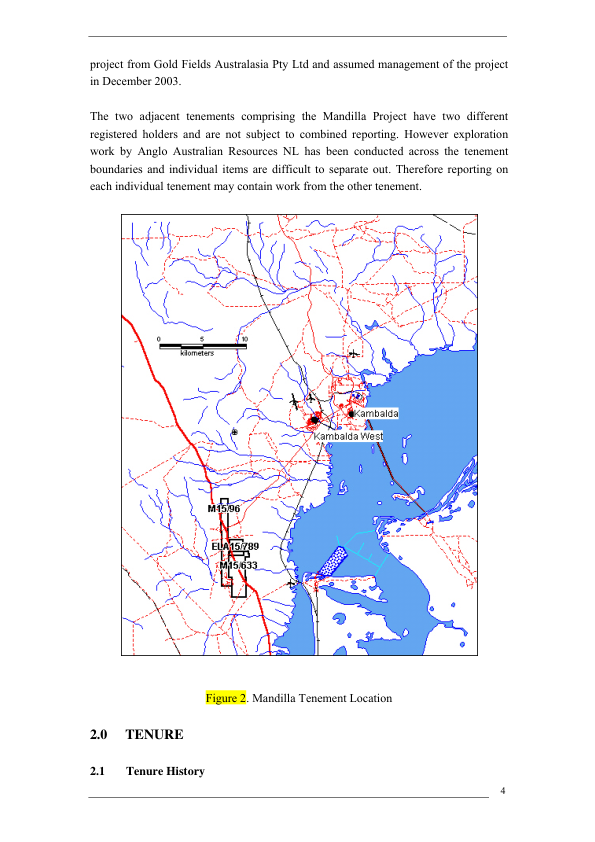 project from Gold Fields Australasia Pty Ltd and assumed management of the project
in December 2003.
The two adjacent tenements comprising the Mandilla Project have two different
registered holders and are not subject to combined reporting. However exploration
work by Anglo Australian Resources NL has been conducted across the tenement
boundaries and individual items are difficult to separate out. Therefore reporting on
each individual tenement may contain work from the other tenement.
0 5 10
kilometers
Kambalda
Kambalda West
M15/96
ELA15/789
M15/633
Figure 2. Mandilla Tenement Location
2.0 TENURE
2.1 Tenure History
4